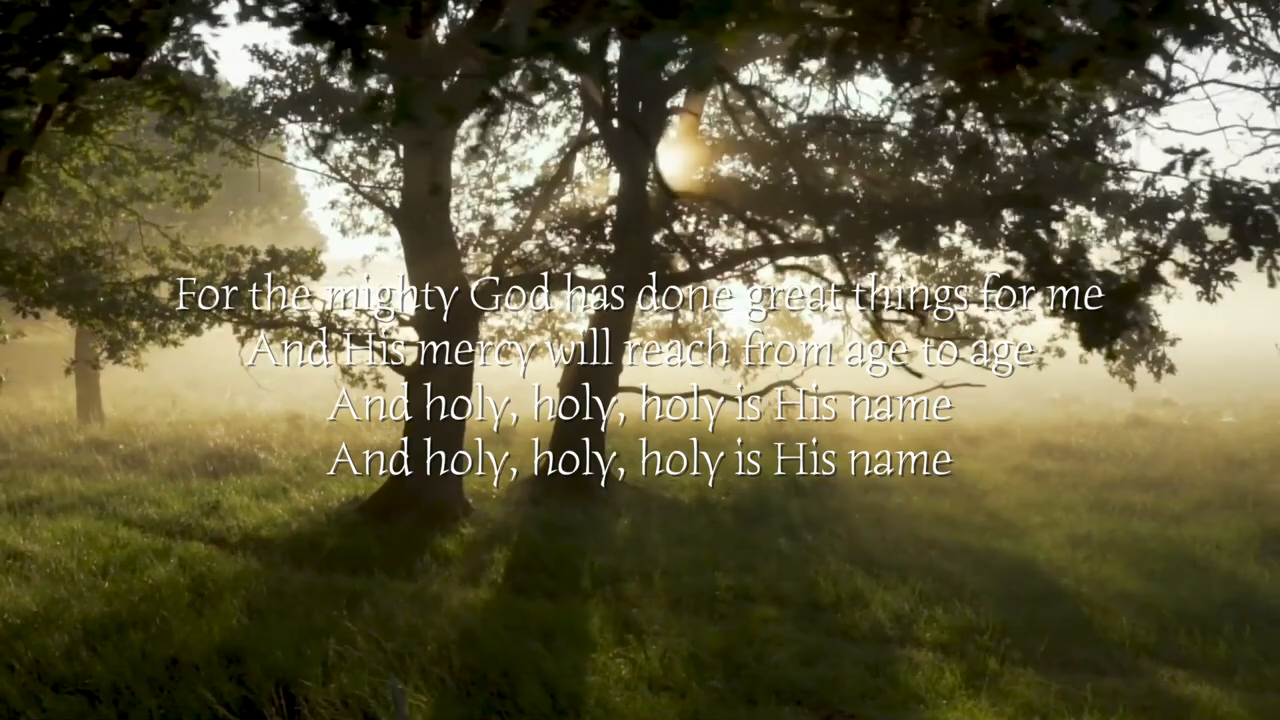 For the mighty God has done great things for me
And His mercy will reach from age to age
And holy, holy, holy is His name
And holy, holy, holy is His name